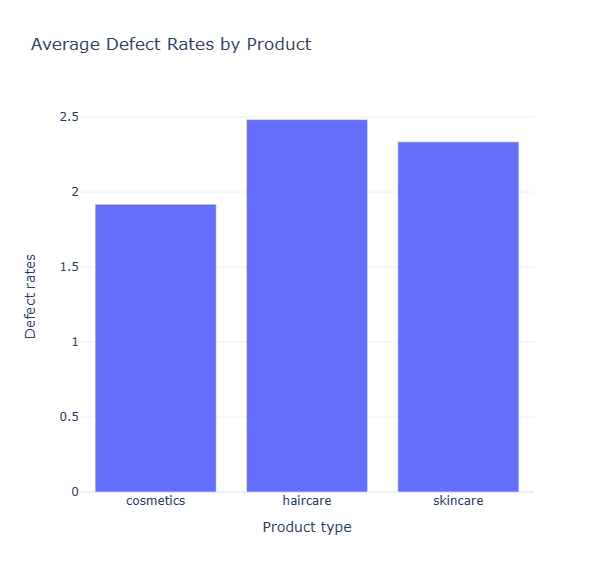 Average Defect Rates by Product
2.5
2
1.5
1
0.5
0
Defect rates
cosmetics haircare skincare
Product type